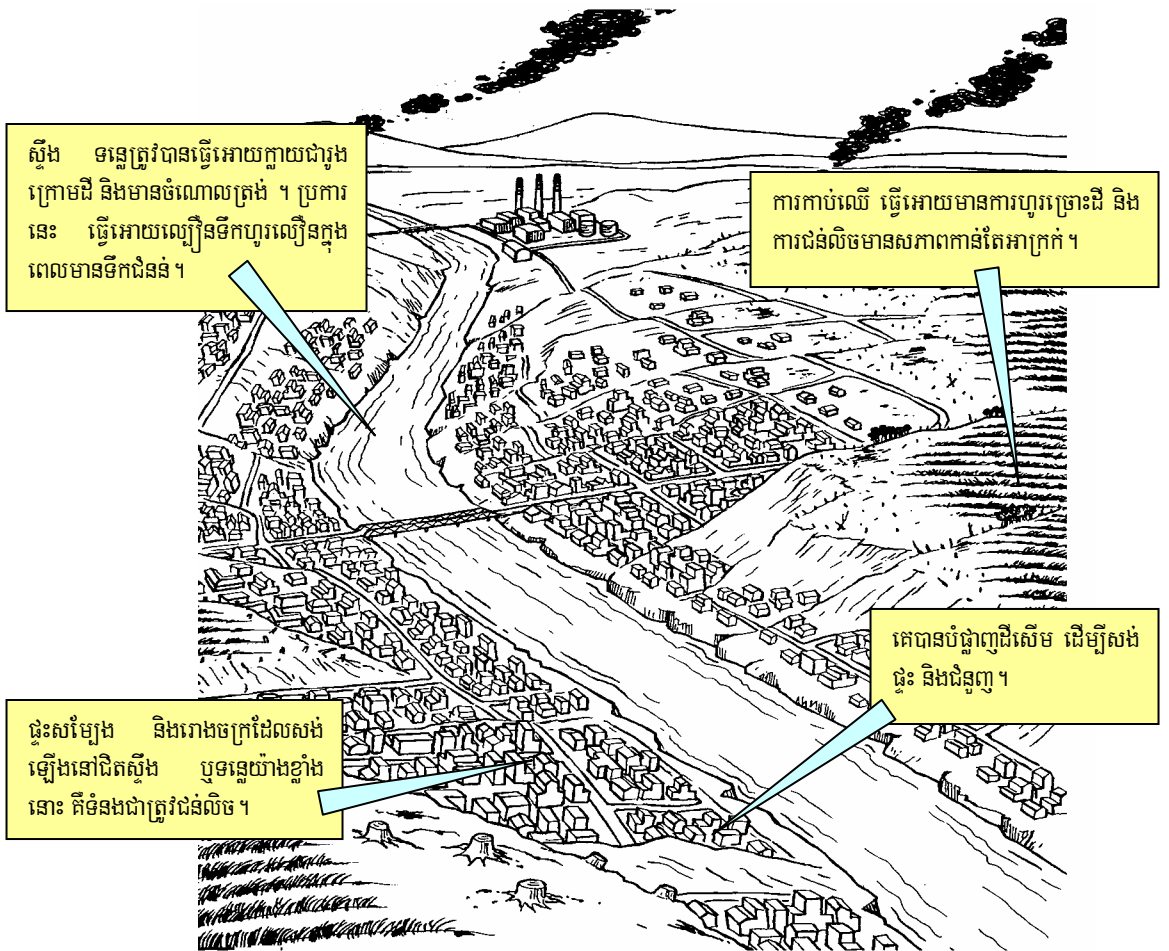 ស្ទឹង ទន្លេត្រូវបានធ្វើអោយក្លាយជារូង
ក្រោមដី និងមានចំណោលត្រង់ ។ ប្រការ
នេះ ធ្វើអោយល្បឿនទឹកហូរលឿនក្នុង
ពេលមានទឹកជំនន់។
ការកាប់ឈើ ធ្វើអោយមានការហូរច្រោះដី និង
ការជន់លិចមានសភាពកាន់តែអាក្រក់។
គេបានបំផ្លាញដីសើម ដើម្បីសង់
ផ្ទះ និងជំនួញ។
ផ្ទះសម្បែង និងរោងចក្រដែលសង់
ឡើងនៅជិតស្ទឹង ឬទន្លេយ៉ាងខ្លាំង
នោះ គឺទំនងជាត្រូវជន់លិច។